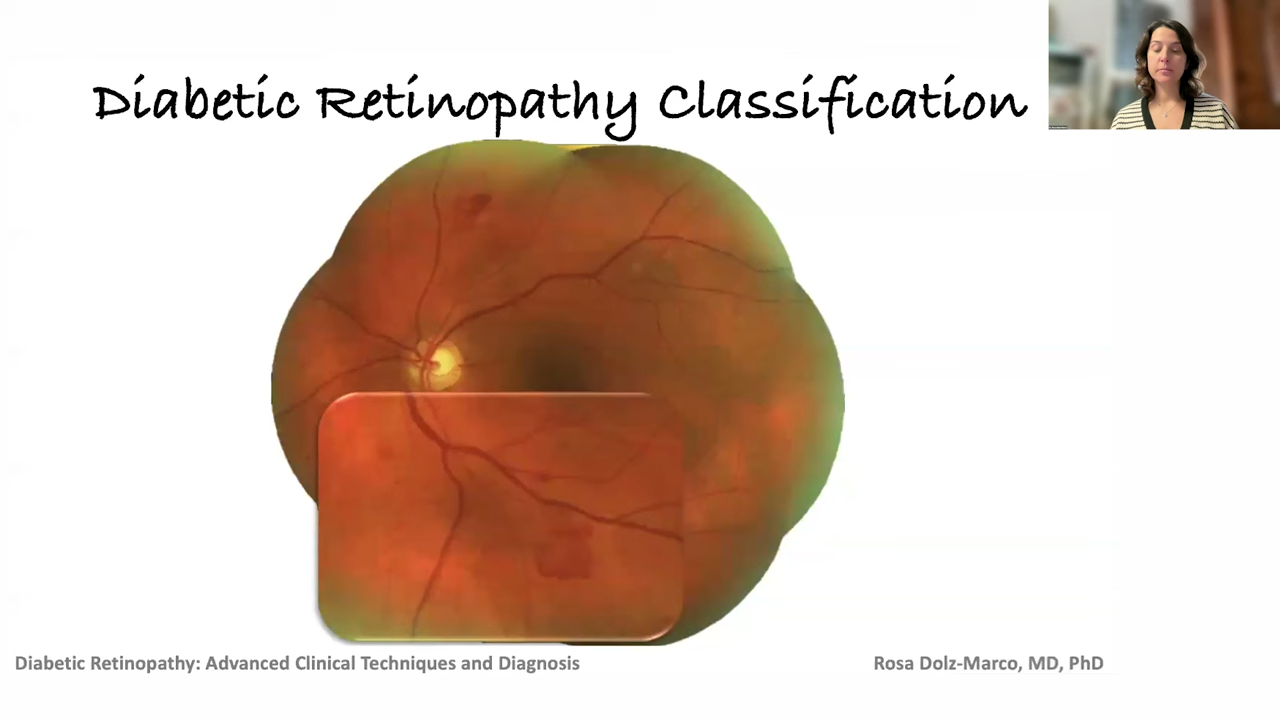 Diabetic Retinopathy Classification
Diabetic Retinopathy: Advanced Clinical Techniques and Diagnosis
Rosa Dolz-Marco, MD, PhD